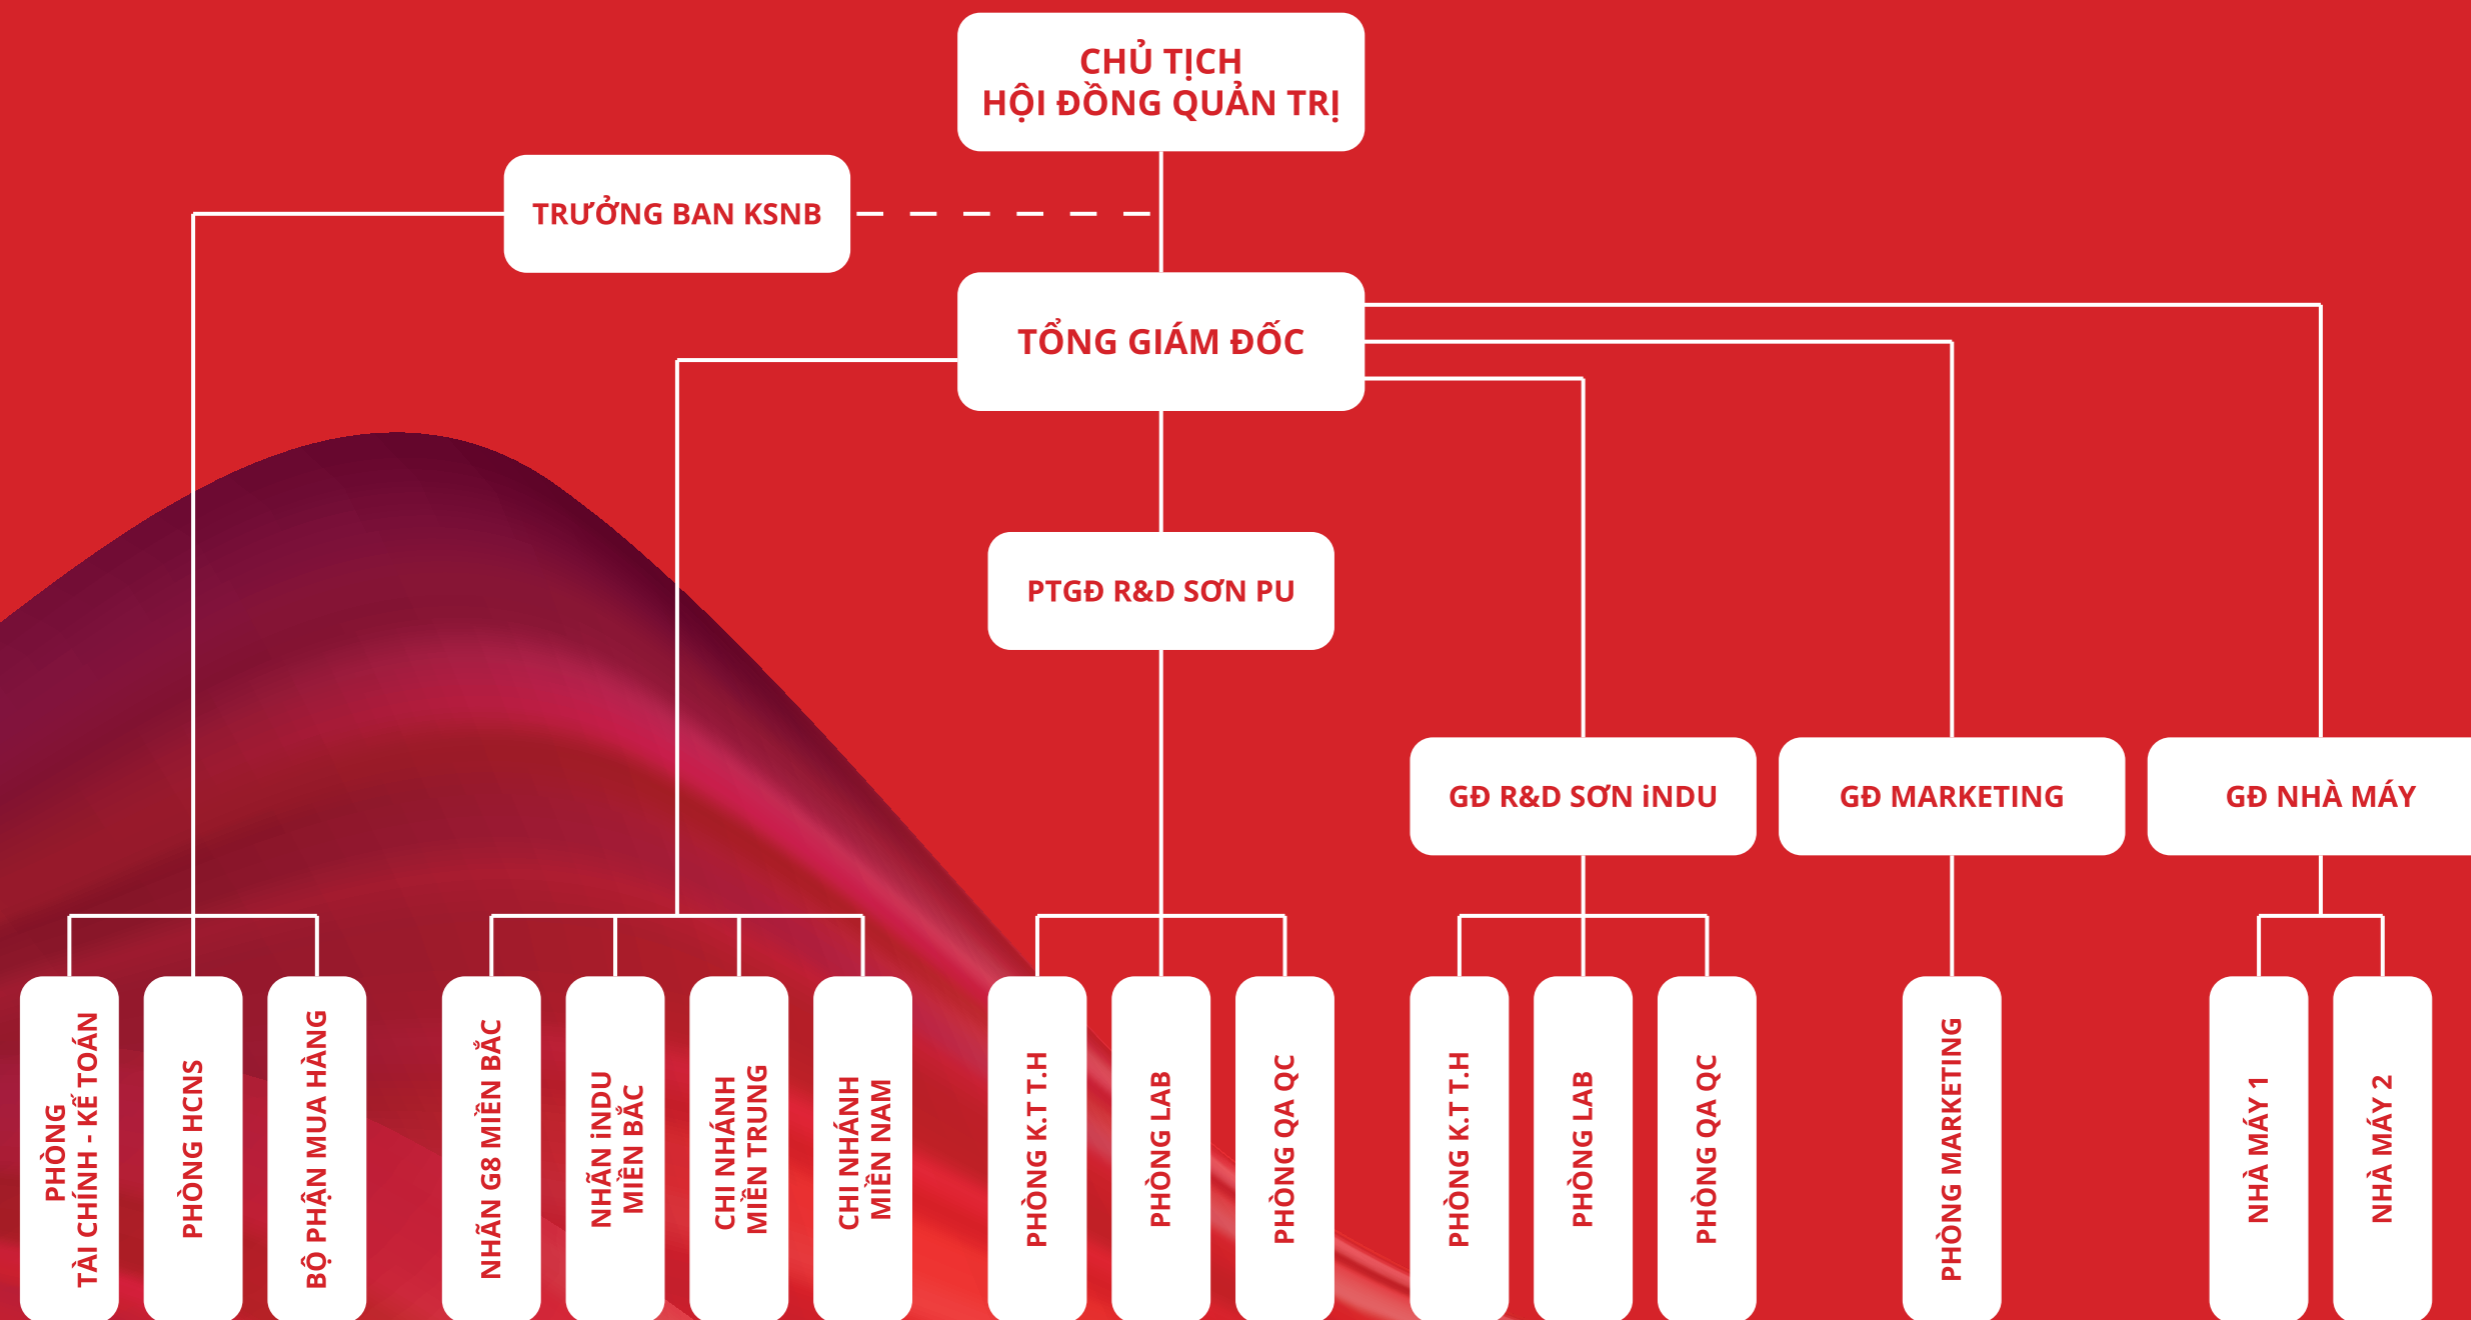 CHỦ TỊCH
HỘI ĐỒNG QUẢN TRỊ
TRƯỞNG BAN KSNB
TỔNG GIÁM ĐỐC
PTGĐ R&D SƠN PU
GĐ R&D SƠN iNDU
GĐ MARKETING
GĐ NHÀ MÁY
PHÒNG
TÀI CHÍNH - KẾ TOÁN
PHÒNG HCNS
BỘ PHẬN MUA HÀNG
NHÃN G8 MIỀN BẮC
NHÃN iNDU
MIỀN BẮC
CHI NHÁNH
MIỀN TRUNG
CHI NHÁNH
MIỀN NAM
PHÒNG K.T T.H
PHÒNG LAB
PHÒNG QA QC
PHÒNG K.T T.H
PHÒNG LAB
PHÒNG QA QC
PHÒNG MARKETING
NHÀ MÁY 1
NHÀ MÁY 2